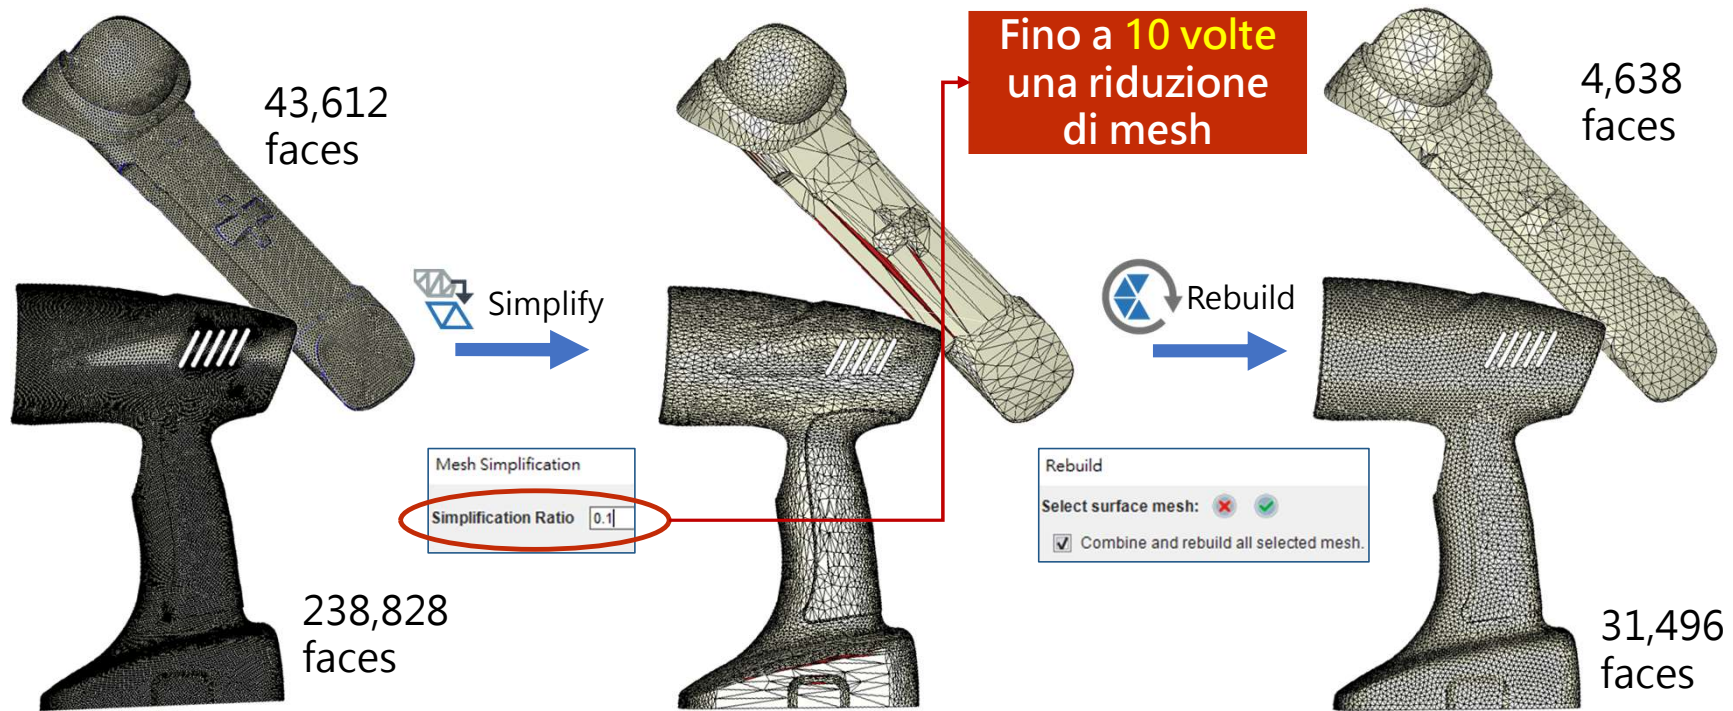 Fino a 10 volte
una riduzione
di mesh
43,612
faces
4,638
faces
Simplify
Rebuild
Mesh Simplification
Simplification Ratio 0.1
Rebuild
Select surface mesh:
Combine and rebuild all selected mesh.
238,828
faces
31,496
faces